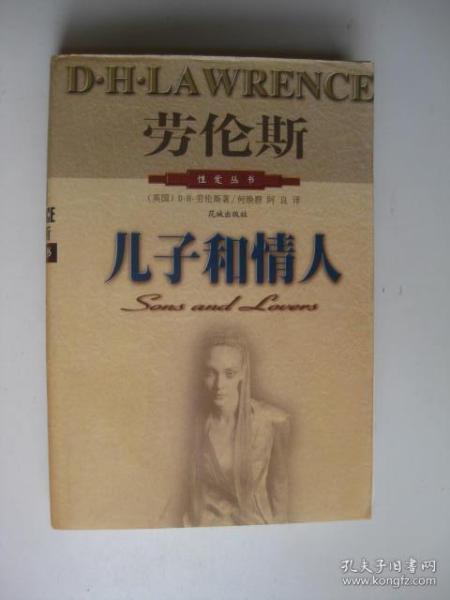 D·H·LAWRENCE
劳伦斯
性爱丛书
（英国）D·H·劳伦斯著/何焕群 阿良 译
花城出版社
儿子和情人
Sons and Lovers
孔夫子旧书网
www.kongfz.com